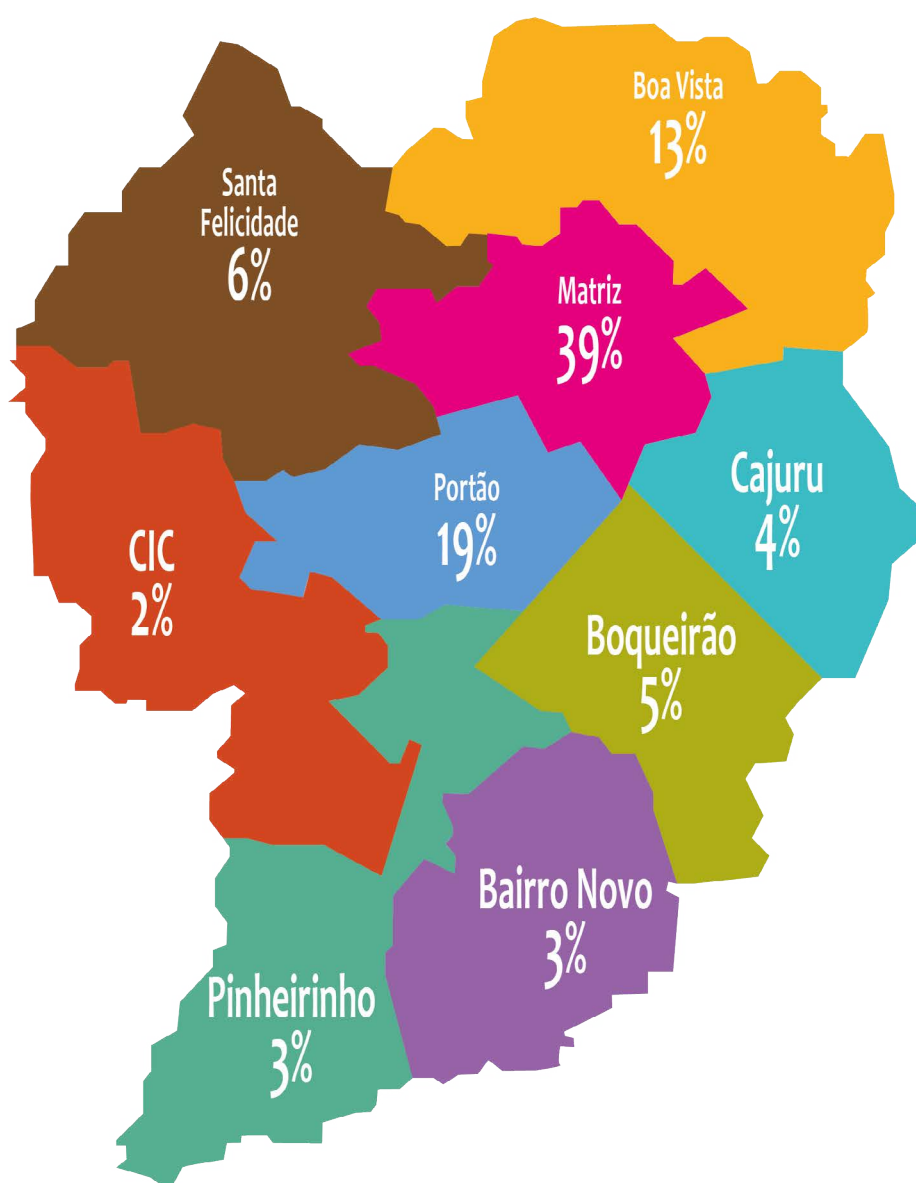 Boa Vista
13%
Santa
Felicidade
6%
Matriz
39%
Cajuru
4%
Portão
19%
CIC
2%
Boqueirão
5%
Bairro Novo
3%
Pinheirinho
3%